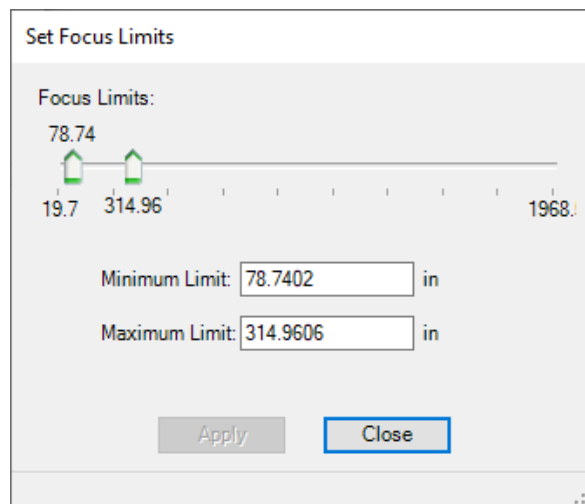 Set Focus Limits
Focus Limits:
78.74
19.7 314.96 1968.
Minimum Limit: 78.7402 in
Maximum Limit: 314.9606 in
Apply Close